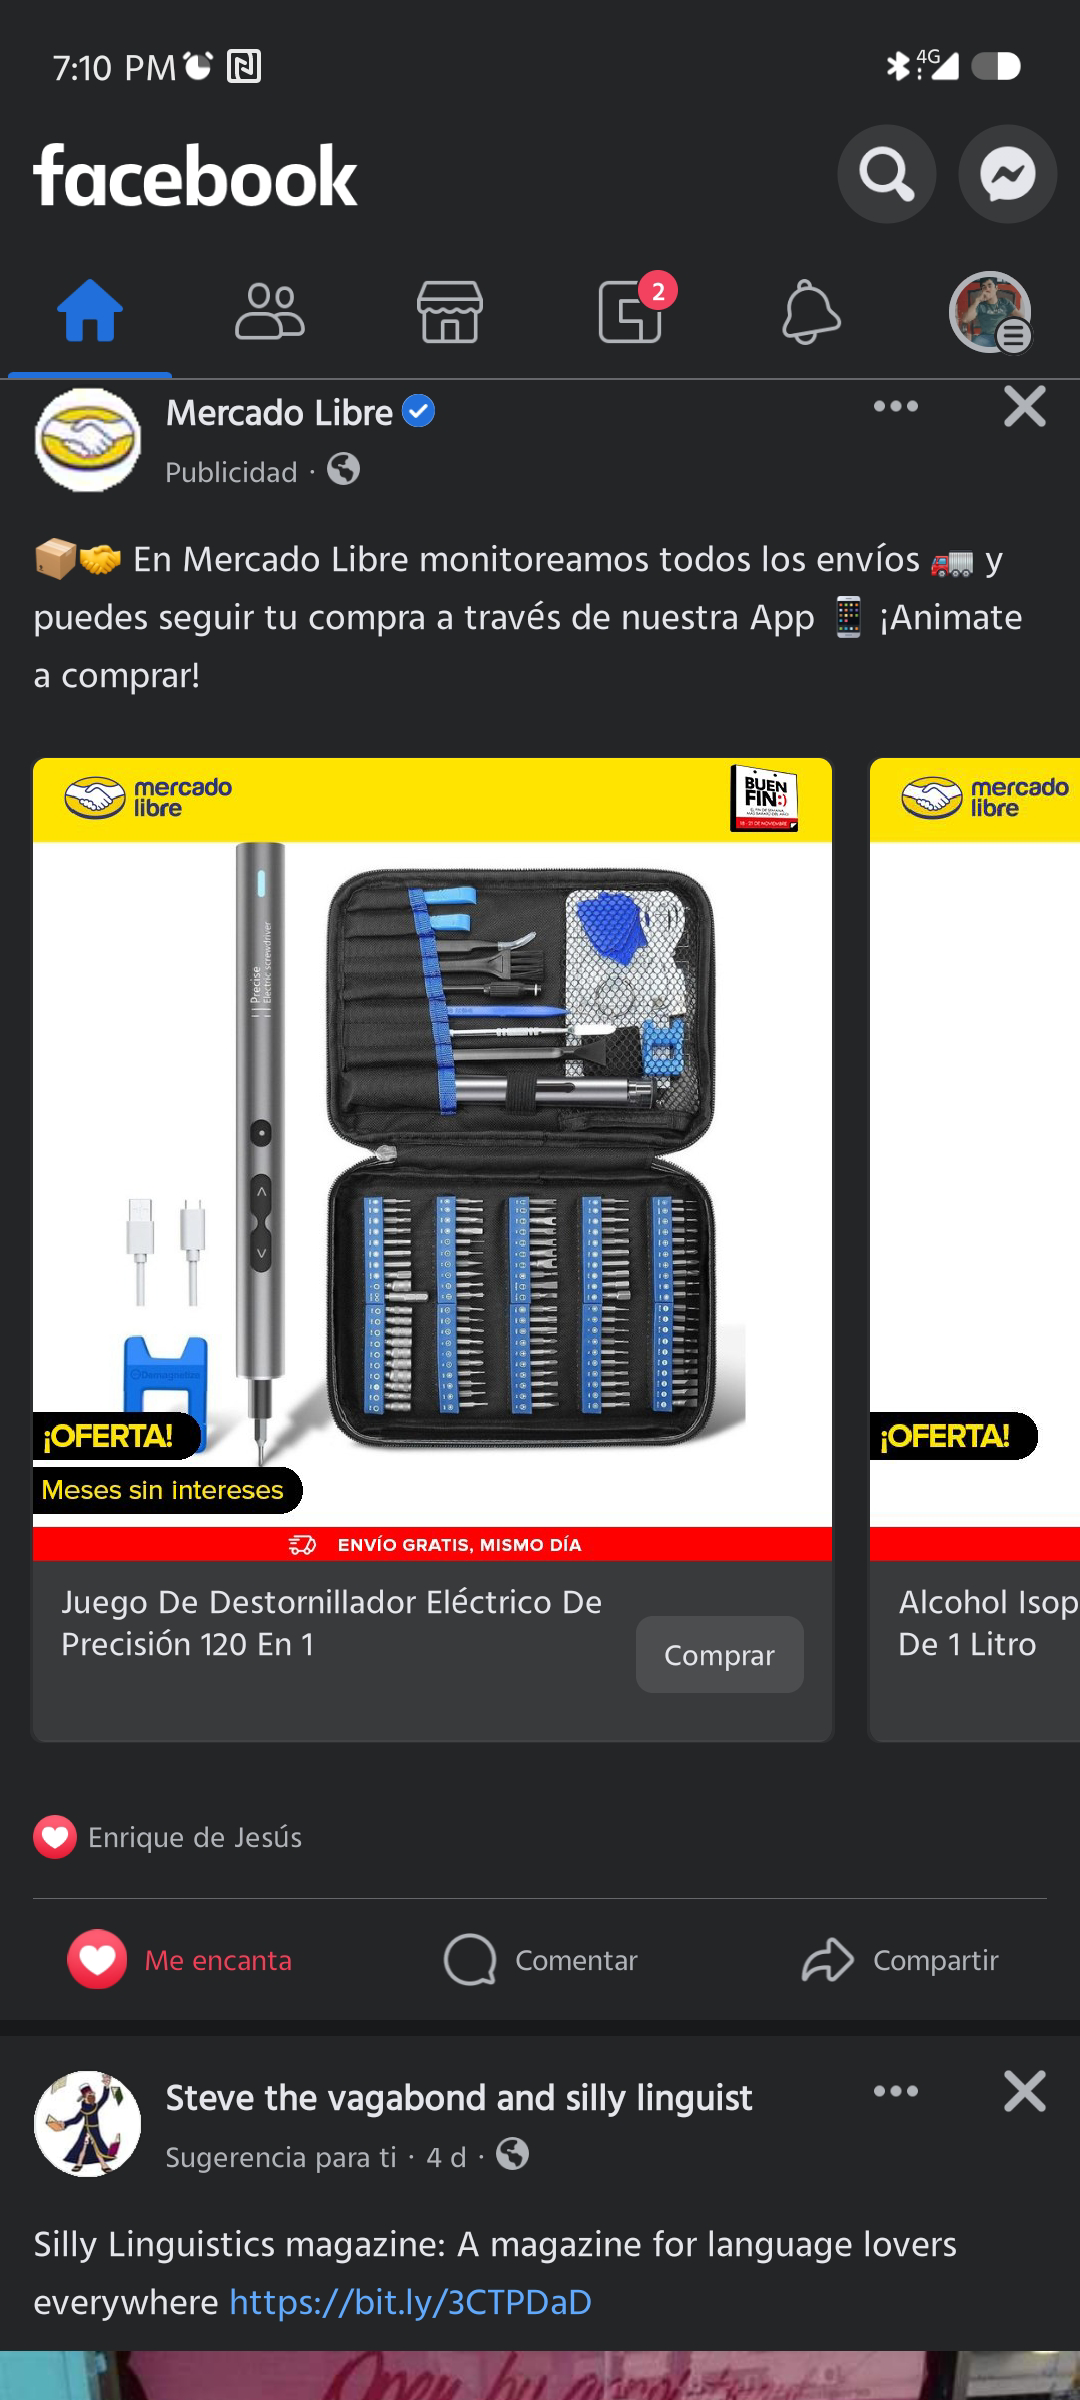 7:10 PM
4G
facebook
2
Mercado Libre
Publicidad ·
📦🤝 En Mercado Libre monitoreamos todos los envíos 🚛 y
puedes seguir tu compra a través de nuestra App 📱 ¡Animate
a comprar!
mercado
libre
BUEN
FIN:)
mercado
libre
Precise
Electric screwdriver
¡OFERTA!
Meses sin intereses
¡OFERTA!
ENVÍO GRATIS, MISMO DÍA
Juego De Destornillador Eléctrico De
Precisión 120 En 1
Comprar
Alcohol Isop
De 1 Litro
Enrique de Jesús
Me encanta
Comentar
Compartir
Steve the vagabond and silly linguist
Sugerencia para ti · 4 d ·
Silly Linguistics magazine: A magazine for language lovers
everywhere https://bit.ly/3CTPDaD